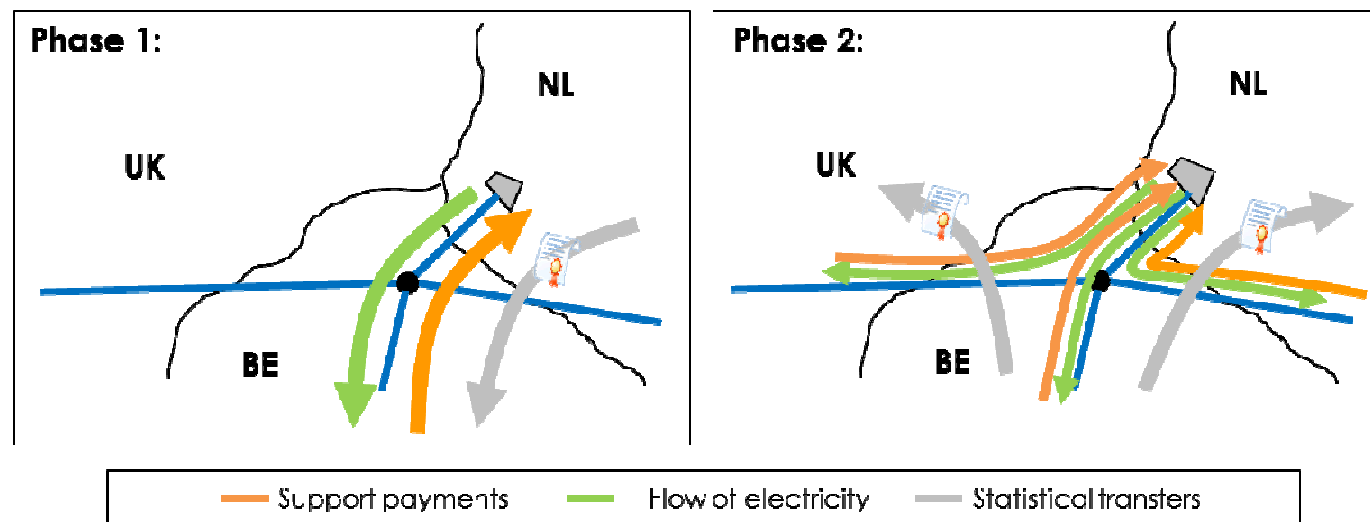 Phase 1:
NL
UK
BE
Phase 2:
NL
UK
BE
Support payments
Flow of electricity
Statistical transfers